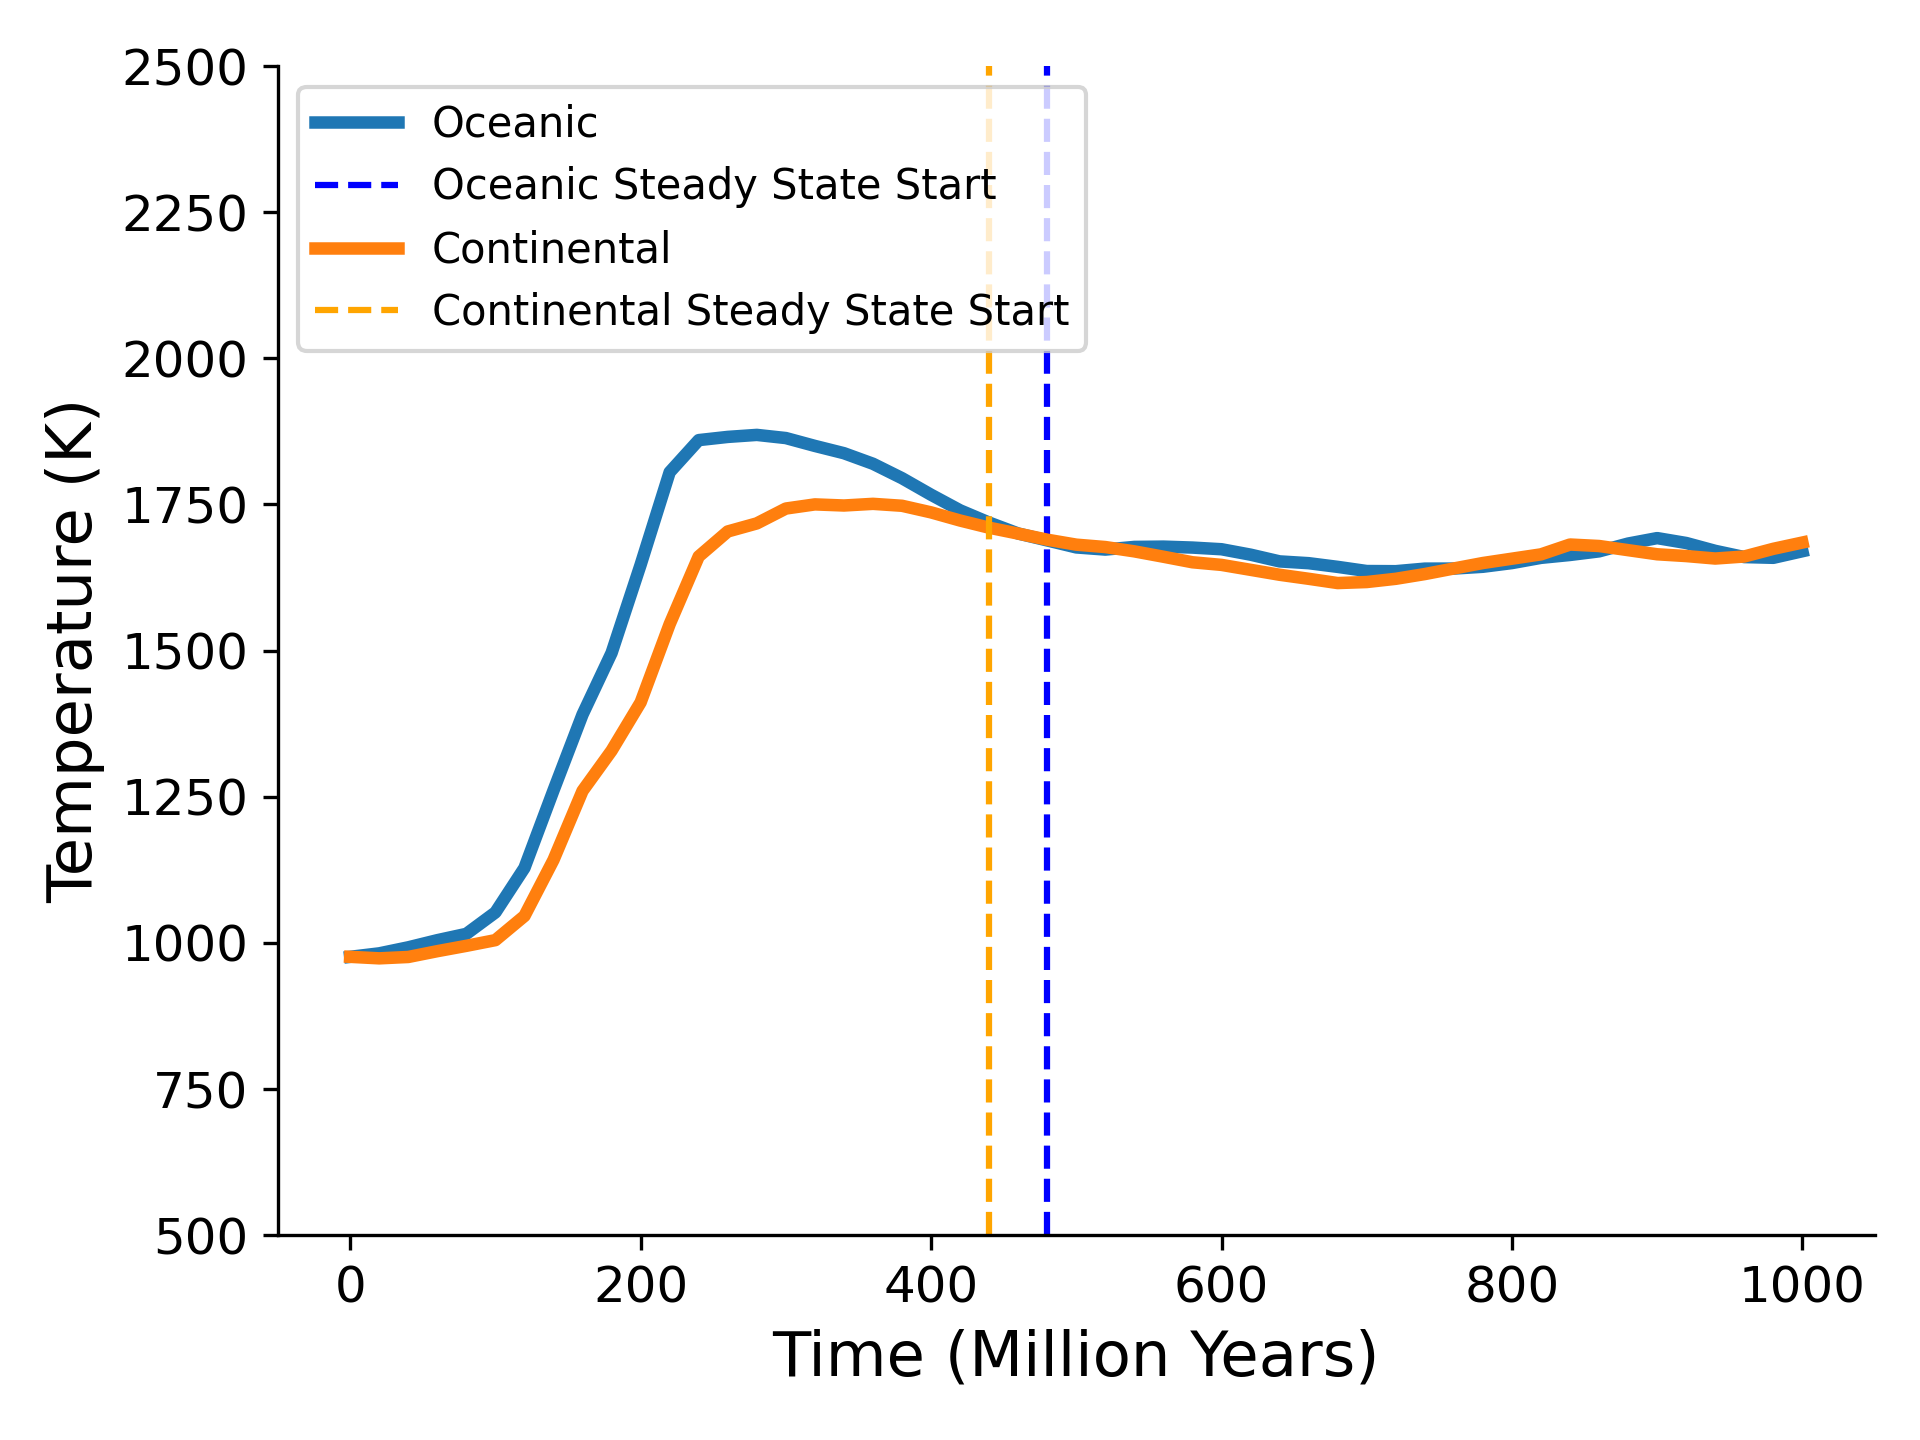 2500
2250
2000
1750
1500
1250
1000
750
500
Temperature (K)
Oceanic
Oceanic Steady State Start
Continental
Continental Steady State Start
0 200 400 600 800 1000
Time (Million Years)